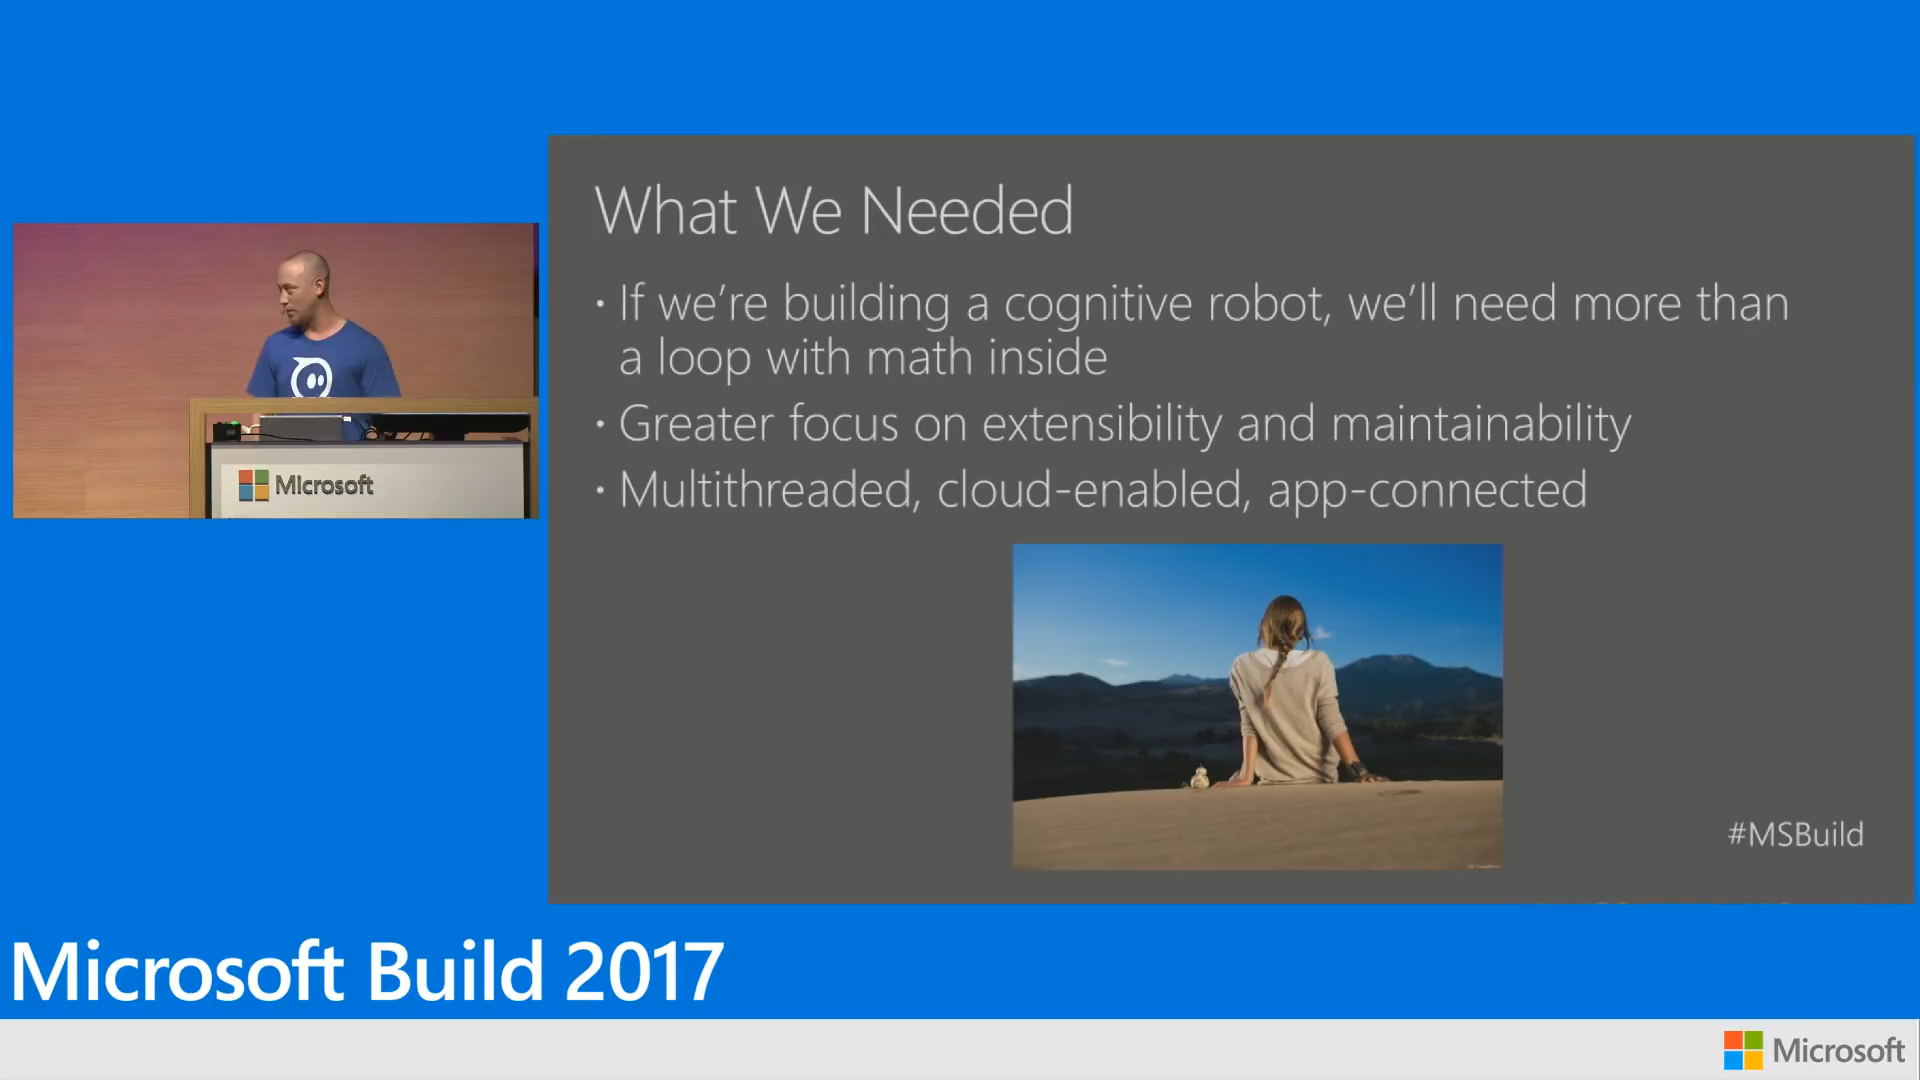 What We Needed
· If we’re building a cognitive robot, we’ll need more than
a loop with math inside
· Greater focus on extensibility and maintainability
· Multithreaded, cloud-enabled, app-connected
Microsoft
#MSBuild
Microsoft Build 2017
Microsoft